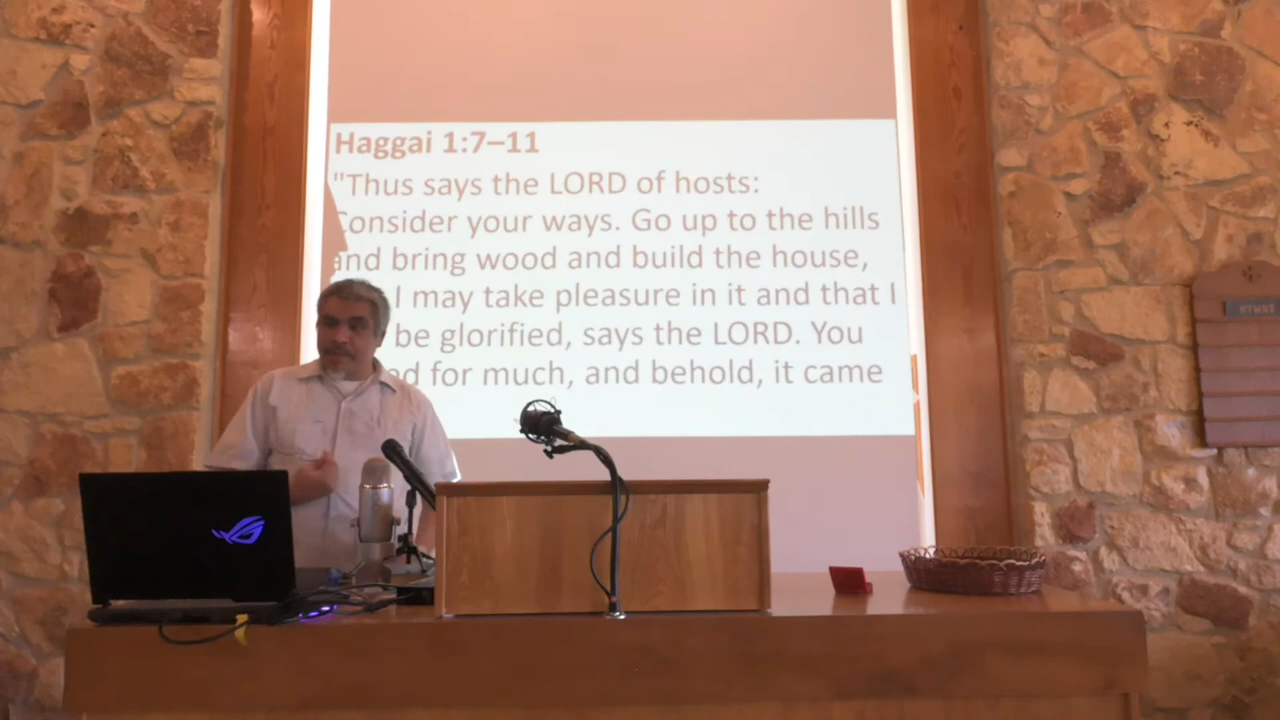 Haggai 1:7–11
"Thus says the LORD of hosts:
Consider your ways. Go up to the hills
and bring wood and build the house,
I may take pleasure in it and that I
be glorified, says the LORD. You
for much, and behold, it came
HYMNS